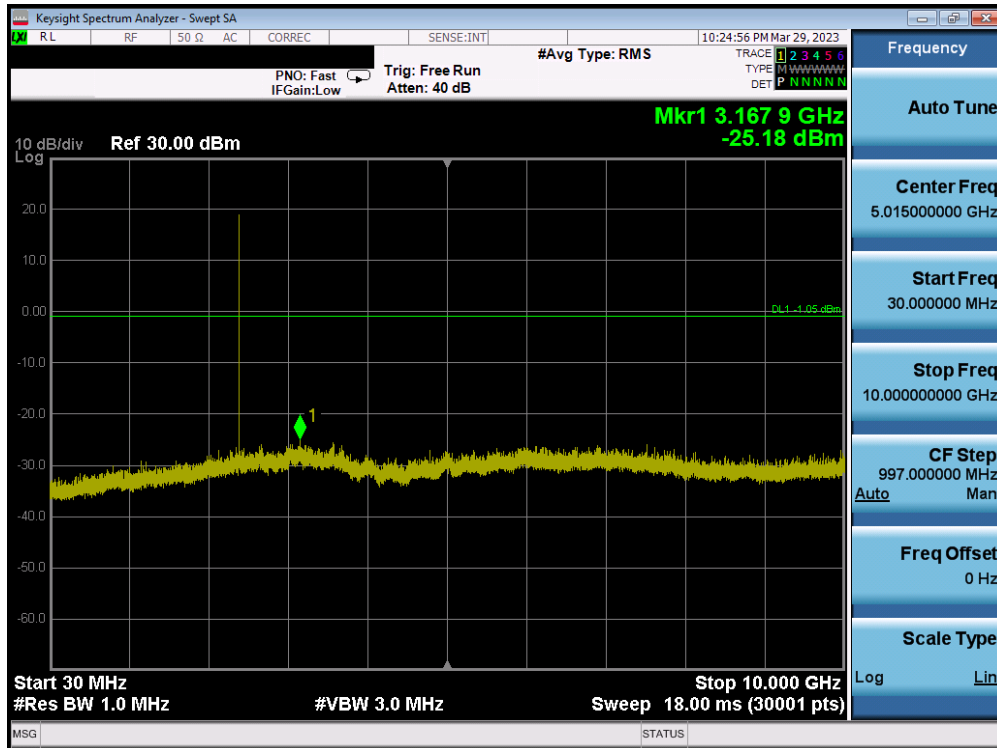 Keysight Spectrum Analyzer - Swept SA
LXI RL RF 50 Ω AC CORREC SENSE:INT 10:24:56 PM Mar 29, 2023
#Avg Type: RMS
TRACE 1 2 3 4 5 6
TYPE M WWWWW
DET P N N N N N
PNO: Fast
IFGain:Low
Trig: Free Run
Atten: 40 dB
Mkr1 3.167 9 GHz
-25.18 dBm
10 dB/div
Log
Ref 30.00 dBm
20.0
10.0
0.00
DL1 -1.05 dBm
-10.0
-20.0
1
-30.0
-40.0
-50.0
-60.0
Start 30 MHz
Stop 10.000 GHz
#Res BW 1.0 MHz
#VBW 3.0 MHz
Sweep 18.00 ms (30001 pts)
MSG
STATUS
Frequency
Auto Tune
Center Freq
5.015000000 GHz
Start Freq
30.000000 MHz
Stop Freq
10.000000000 GHz
CF Step
997.000000 MHz
Auto Man
Freq Offset
0 Hz
Scale Type
Log Lin